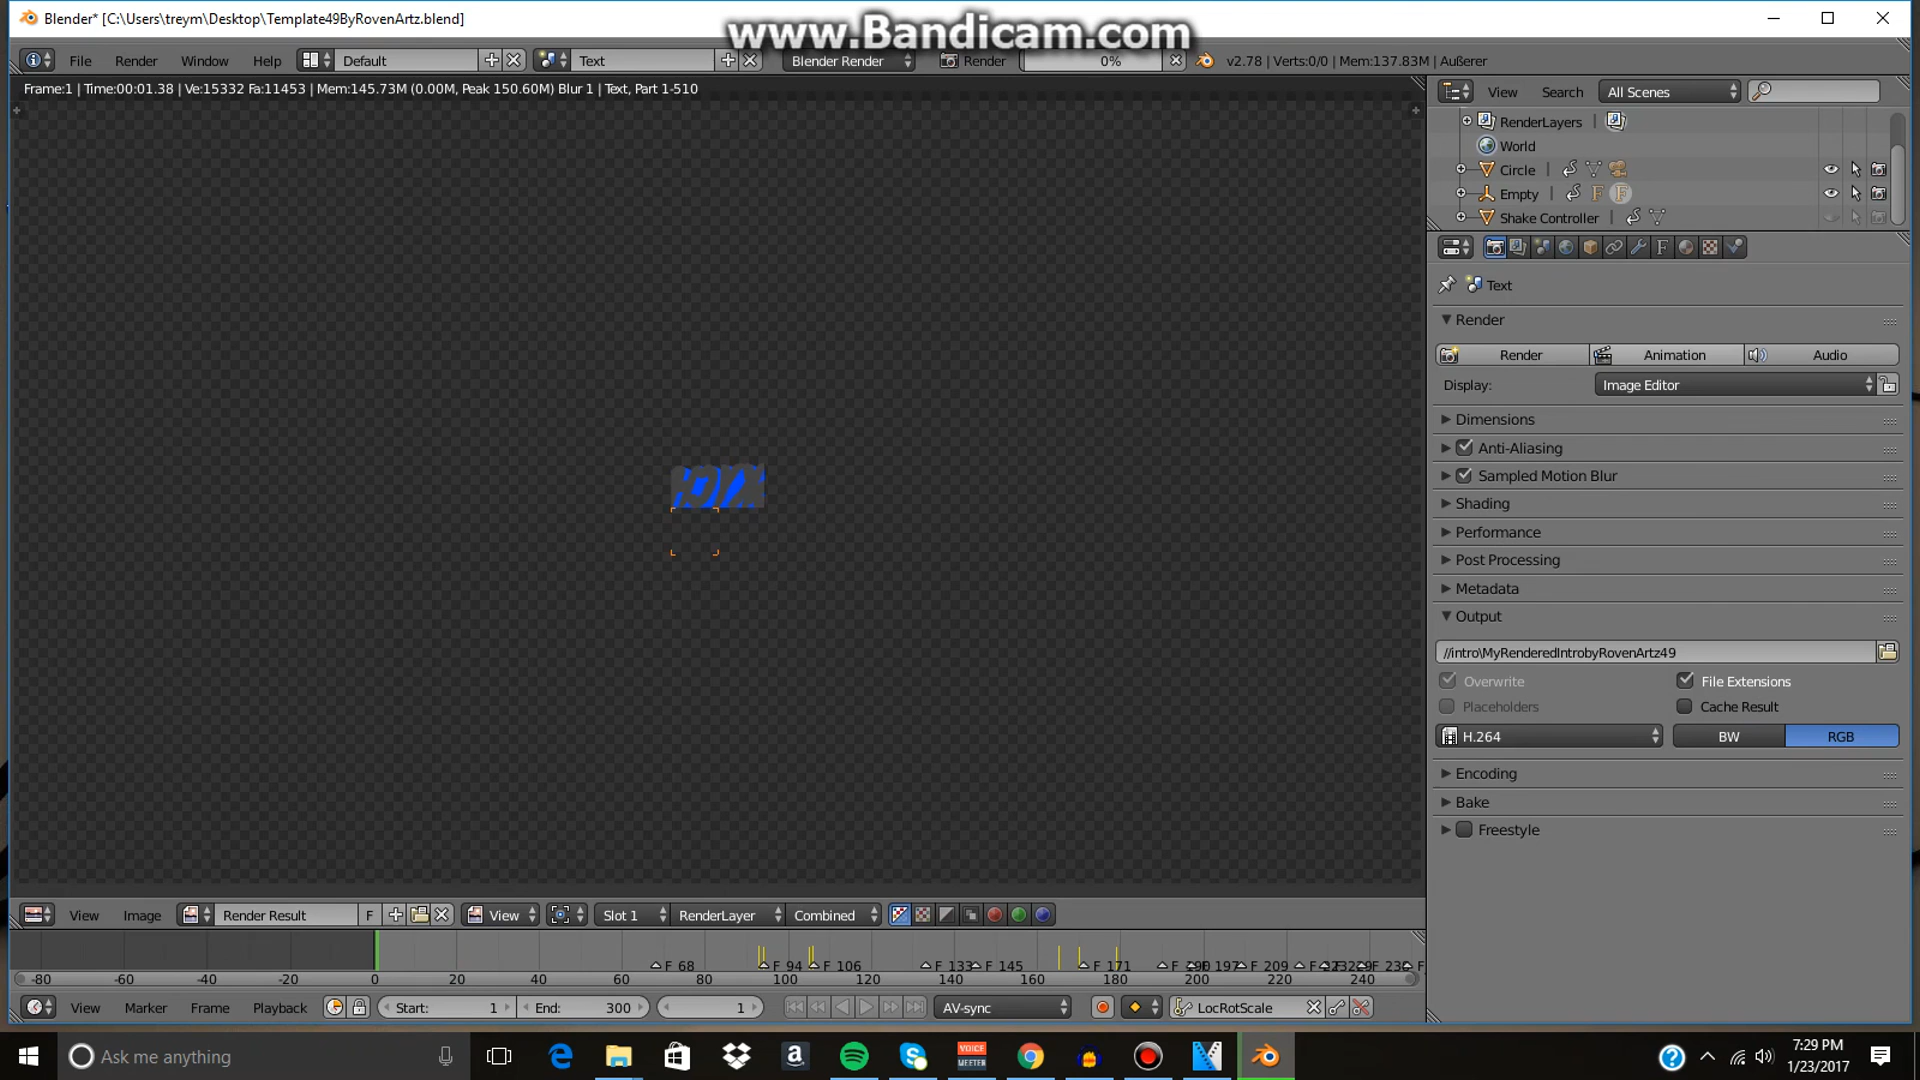 Blender* [C:\Users\treym\Desktop\Template49ByRovenArtz.blend]
www.Bandicam.com
File Render Window Help Default Text Blender Render Render 0% v2.78 | Verts:0/0 | Mem:137.83M | Außerer
Frame:1 | Time:00:01.38 | Ve:15332 Fa:11453 | Mem:145.73M (0.00M, Peak 150.60M) Blur 1 | Text, Part 1-510
View Search All Scenes
RenderLayers
World
Circle
Empty
Shake Controller
Text
Render
Render Animation Audio
Display: Image Editor
Dimensions
Anti-Aliasing
Sampled Motion Blur
Shading
Performance
Post Processing
Metadata
Output
//intro\MyRenderedIntrobyRovenArtz49
Overwrite File Extensions
Placeholders Cache Result
H.264 BW RGB
Encoding
Bake
Freestyle
View Image Render Result F View Slot 1 RenderLayer Combined
F 68 F 94 F 106 F 133 F 145 F 171 F 197 F 209
-80 -60 -40 -20 0 20 40 60 80 100 120 140 160 180 200 220 240
View Marker Frame Playback Start: 1 End: 300 1 AV-sync LocRotScale
Ask me anything
VOICE
MEETER
7:29 PM
1/23/2017